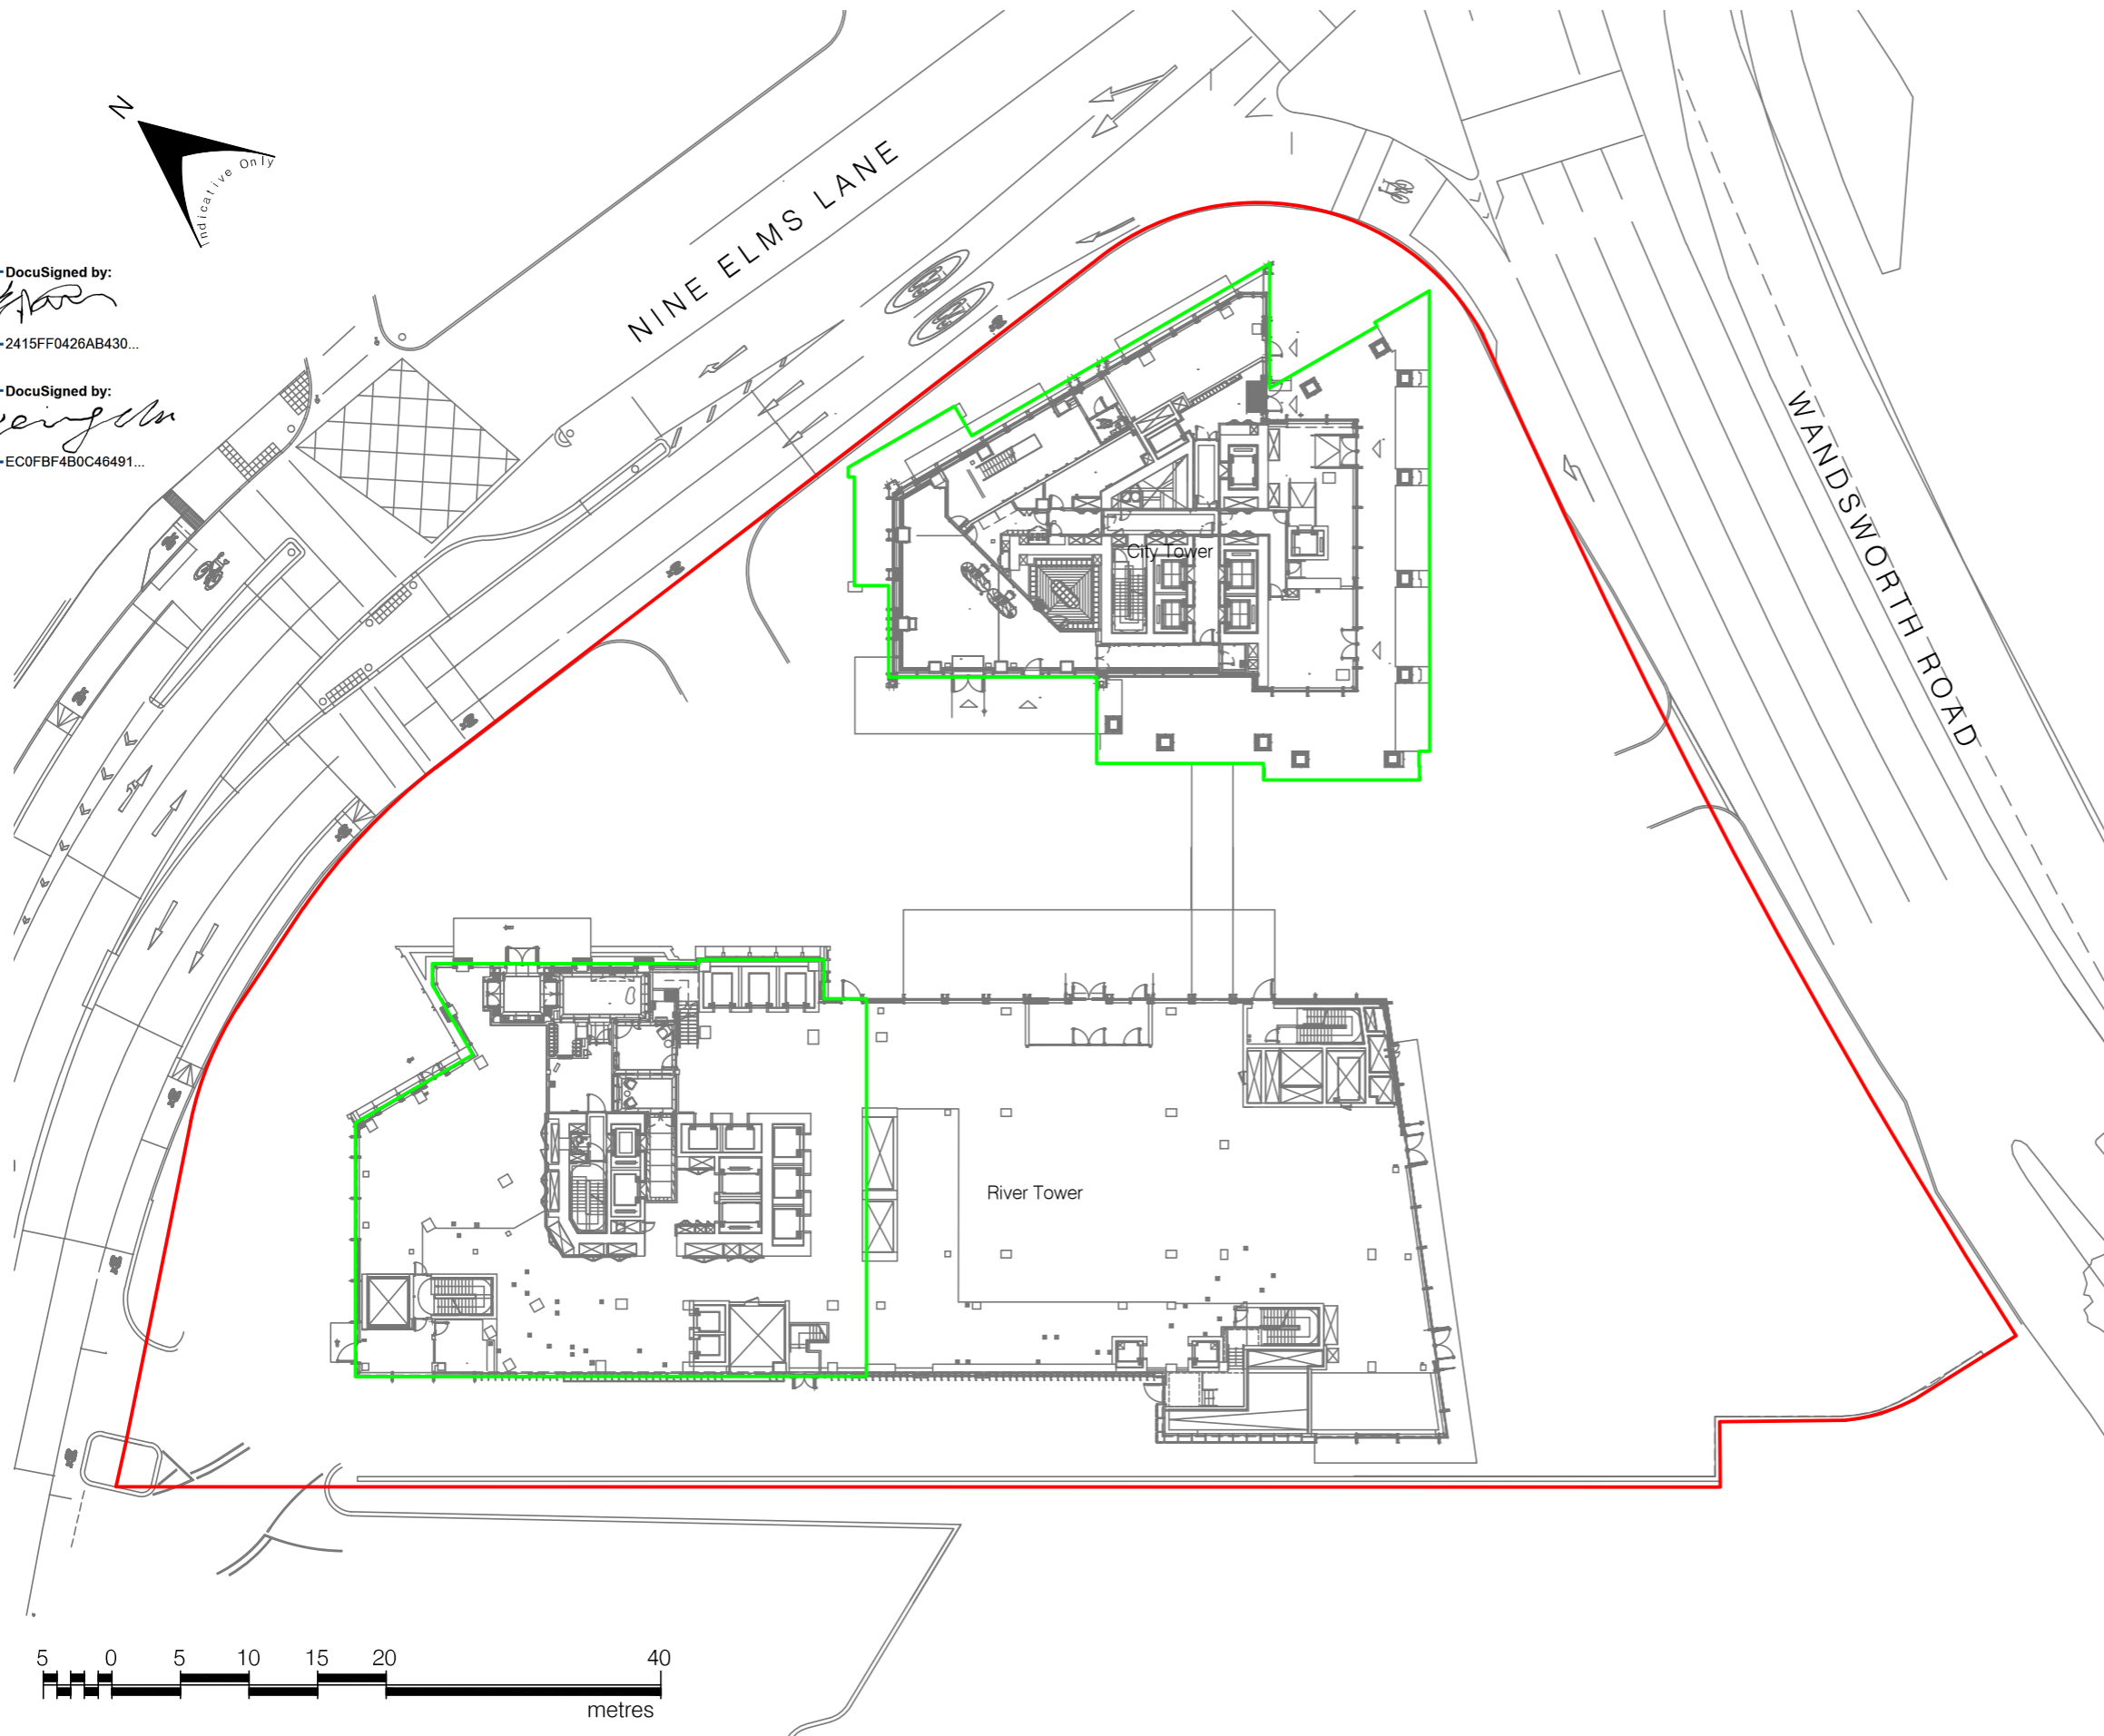 N
Indicative Only
NINE ELMS LANE
DocuSigned by:
2415FF0426AB430...
DocuSigned by:
EC0FBF4B0C46491...
WANDSWORTH ROAD
City Tower
River Tower
5 0 5 10 15 20 40
metres